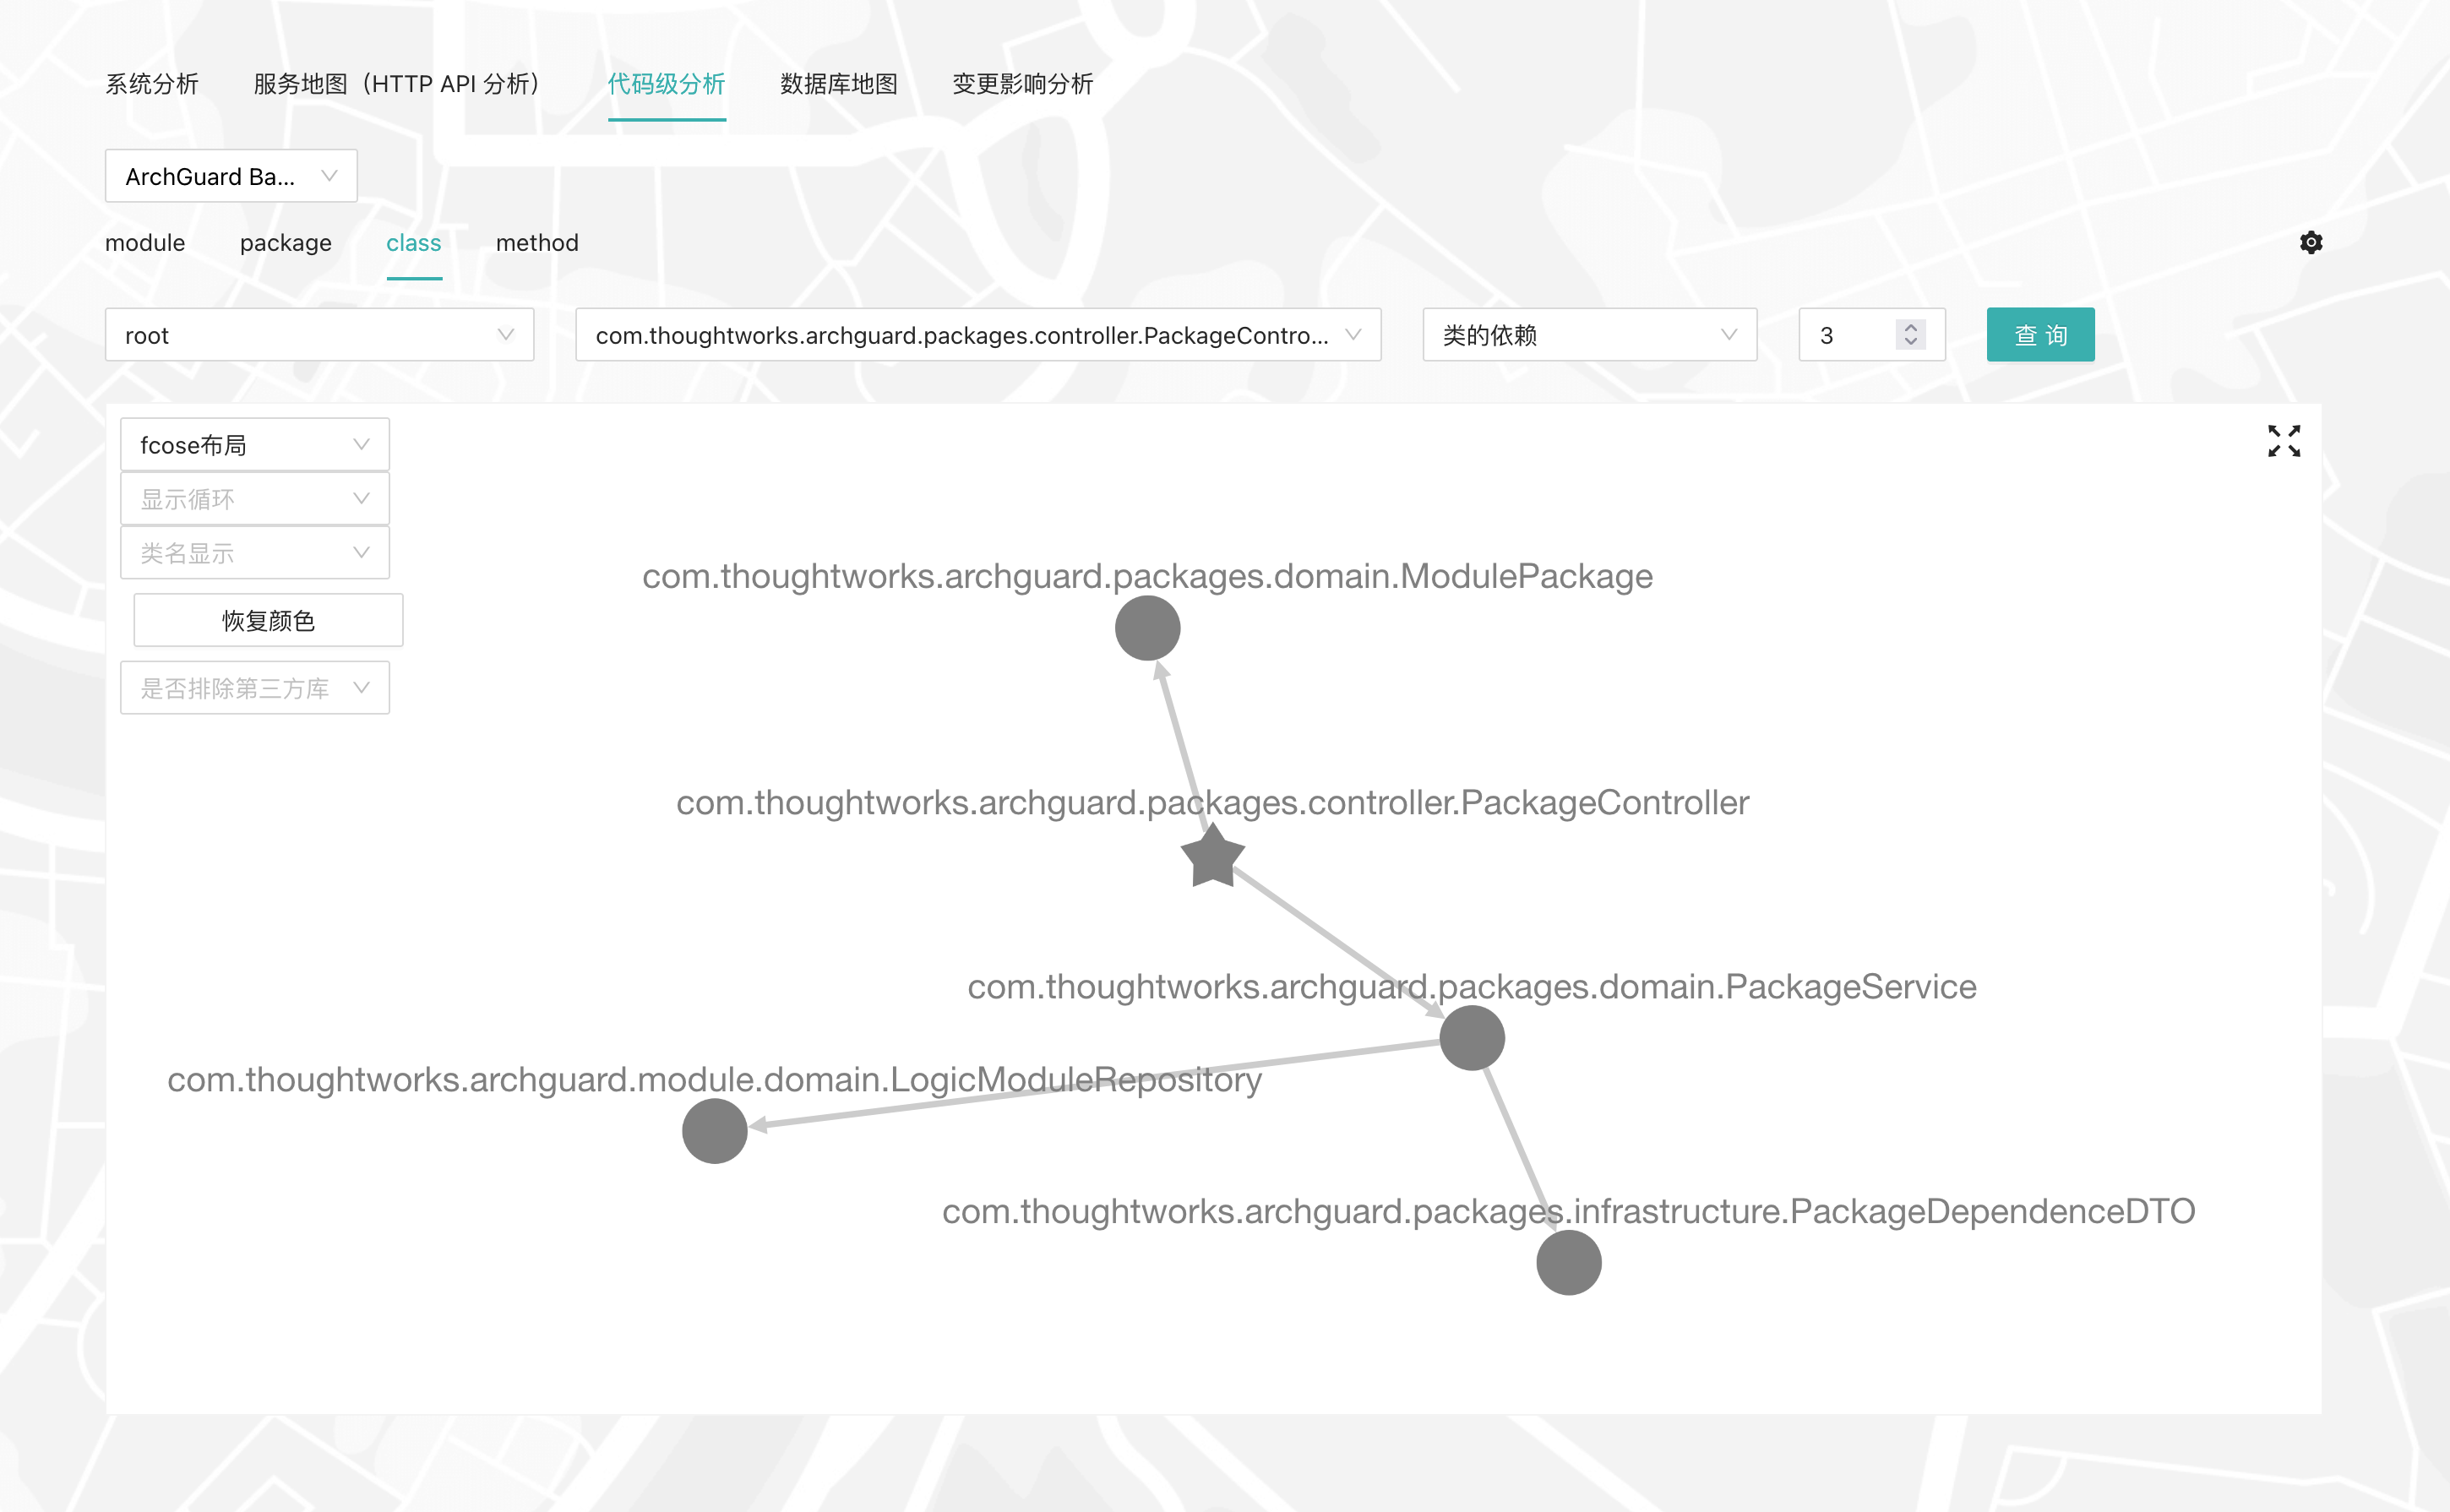 系统分析 服务地图（HTTP API 分析） 代码级分析 数据库地图 变更影响分析
ArchGuard Ba...
module package class method
root com.thoughtworks.archguard.packages.controller.PackageContro... 类的依赖 3 查 询
fcose布局
显示循环
类名显示
恢复颜色
是否排除第三方库
com.thoughtworks.archguard.packages.domain.ModulePackage
com.thoughtworks.archguard.packages.controller.PackageController
com.thoughtworks.archguard.packages.domain.PackageService
com.thoughtworks.archguard.module.domain.LogicModuleRepository
com.thoughtworks.archguard.packages.infrastructure.PackageDependenceDTO